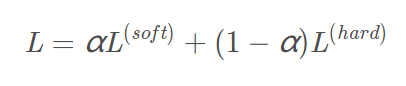 L = αL^(soft) + (1 − α)L^(hard)